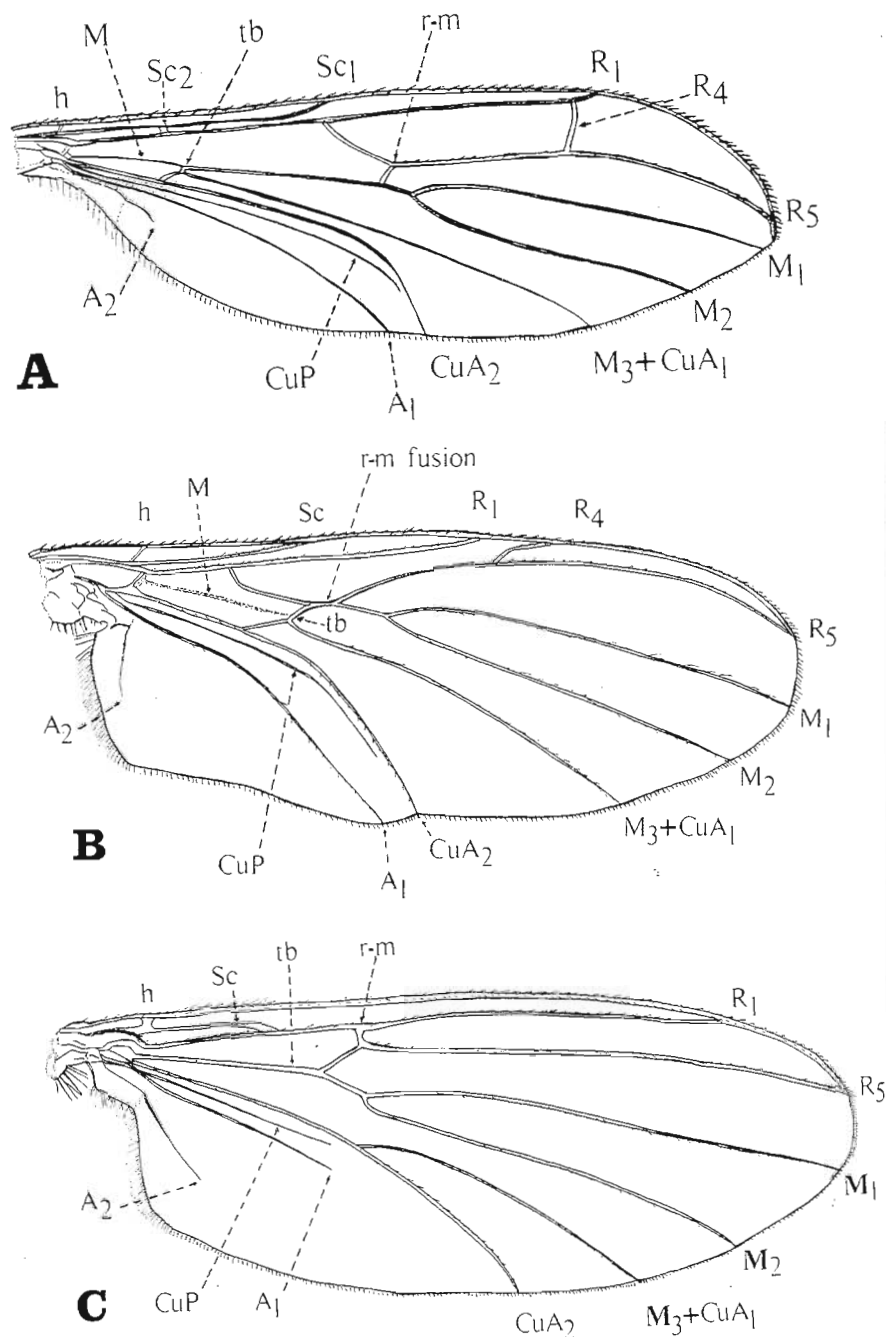 M
tb
r-m
Sc2
Sc1
R1
R4
h
R5
M1
A2
M2
A
CuP
CuA2
M3+CuA1
A1
r-m fusion
M
h
Sc
R1
R4
tb
R5
A2
M1
M2
M3+CuA1
B
CuP
CuA2
A1
tb
r-m
Sc
h
R1
R5
A2
M1
M2
C
CuP
A1
CuA2
M3+CuA1